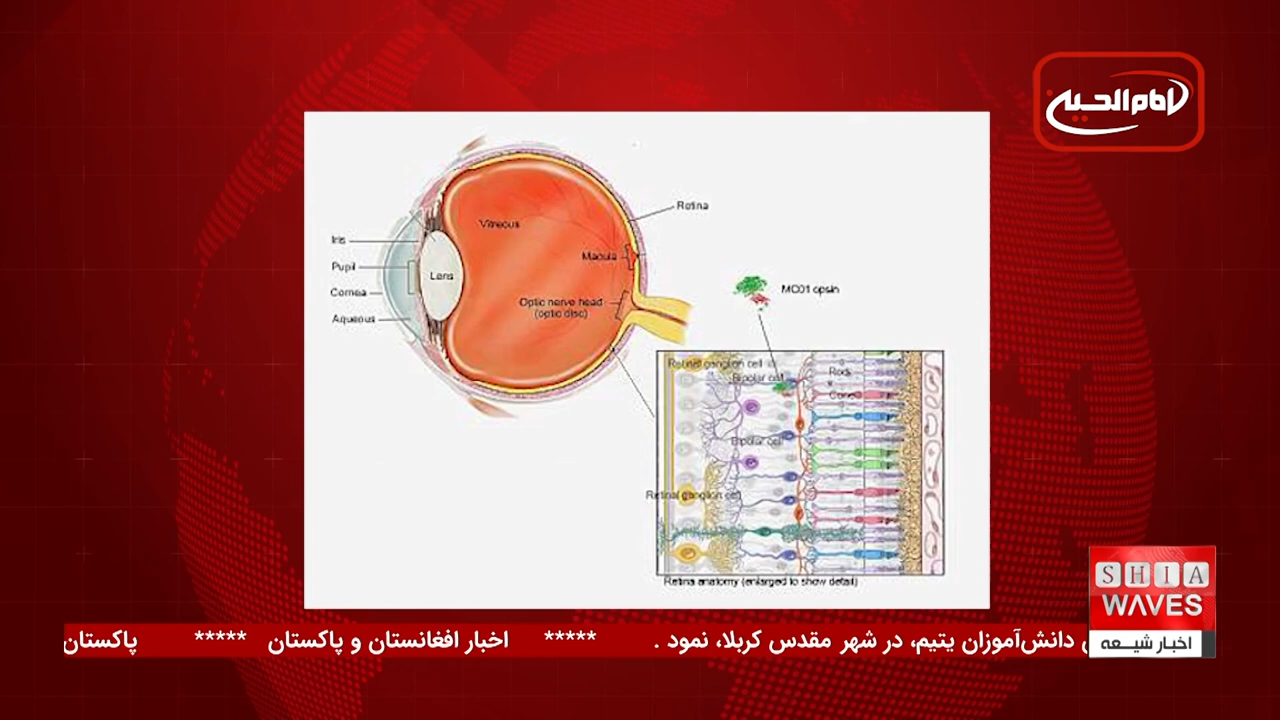 امام الحسین
Retina
Vitreous
Iris
Macula
Pupil
Lens
Cornea
Optic nerve head
(optic disc)
Aqueous
MC01 opsin
Retinal ganglion cell
Bipolar cell
Rods
Cone
Bipolar cell
Retinal ganglion cell
Retina anatomy (enlarged to show detail)
SHIA
WAVES
اخبار شیعه
دانش‌آموزان یتیم، در شهر مقدس کربلا، نمود . ***** اخبار افغانستان و پاکستان ***** پاکستان